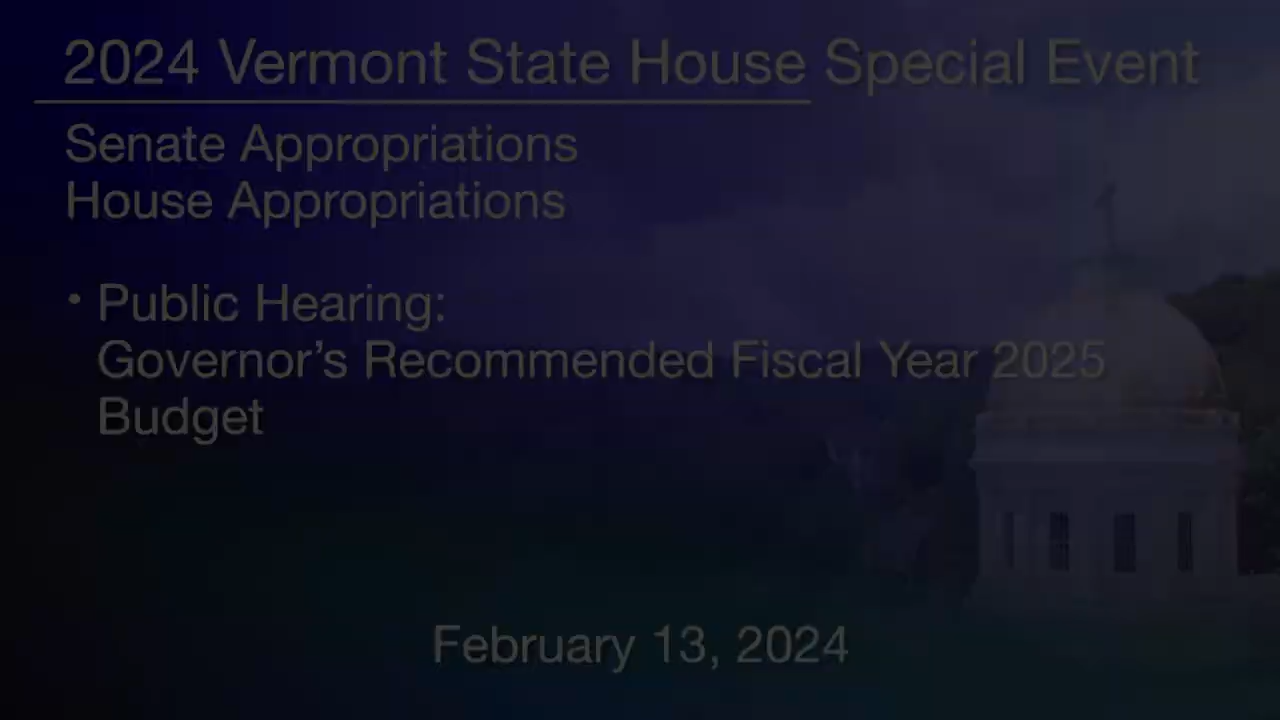 2024 Vermont State House Special Event
Senate Appropriations
House Appropriations
• Public Hearing:
Governor’s Recommended Fiscal Year 2025
Budget
February 13, 2024